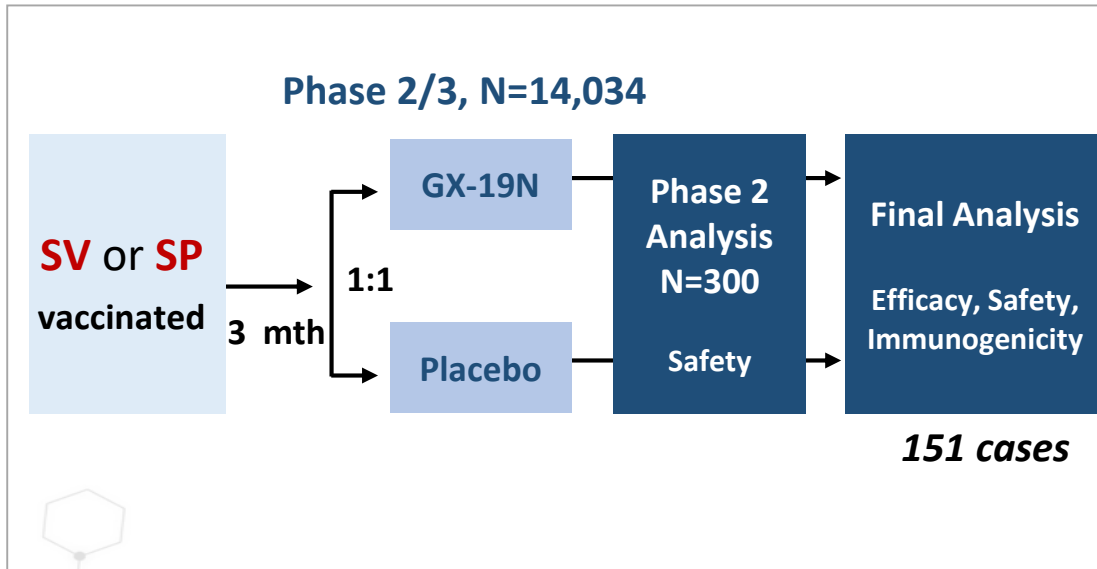 Phase 2/3, N=14,034
SV or SP
vaccinated
3 mth
1:1
GX-19N
Placebo
Phase 2
Analysis
N=300
Safety
Final Analysis
Efficacy, Safety,
Immunogenicity
151 cases